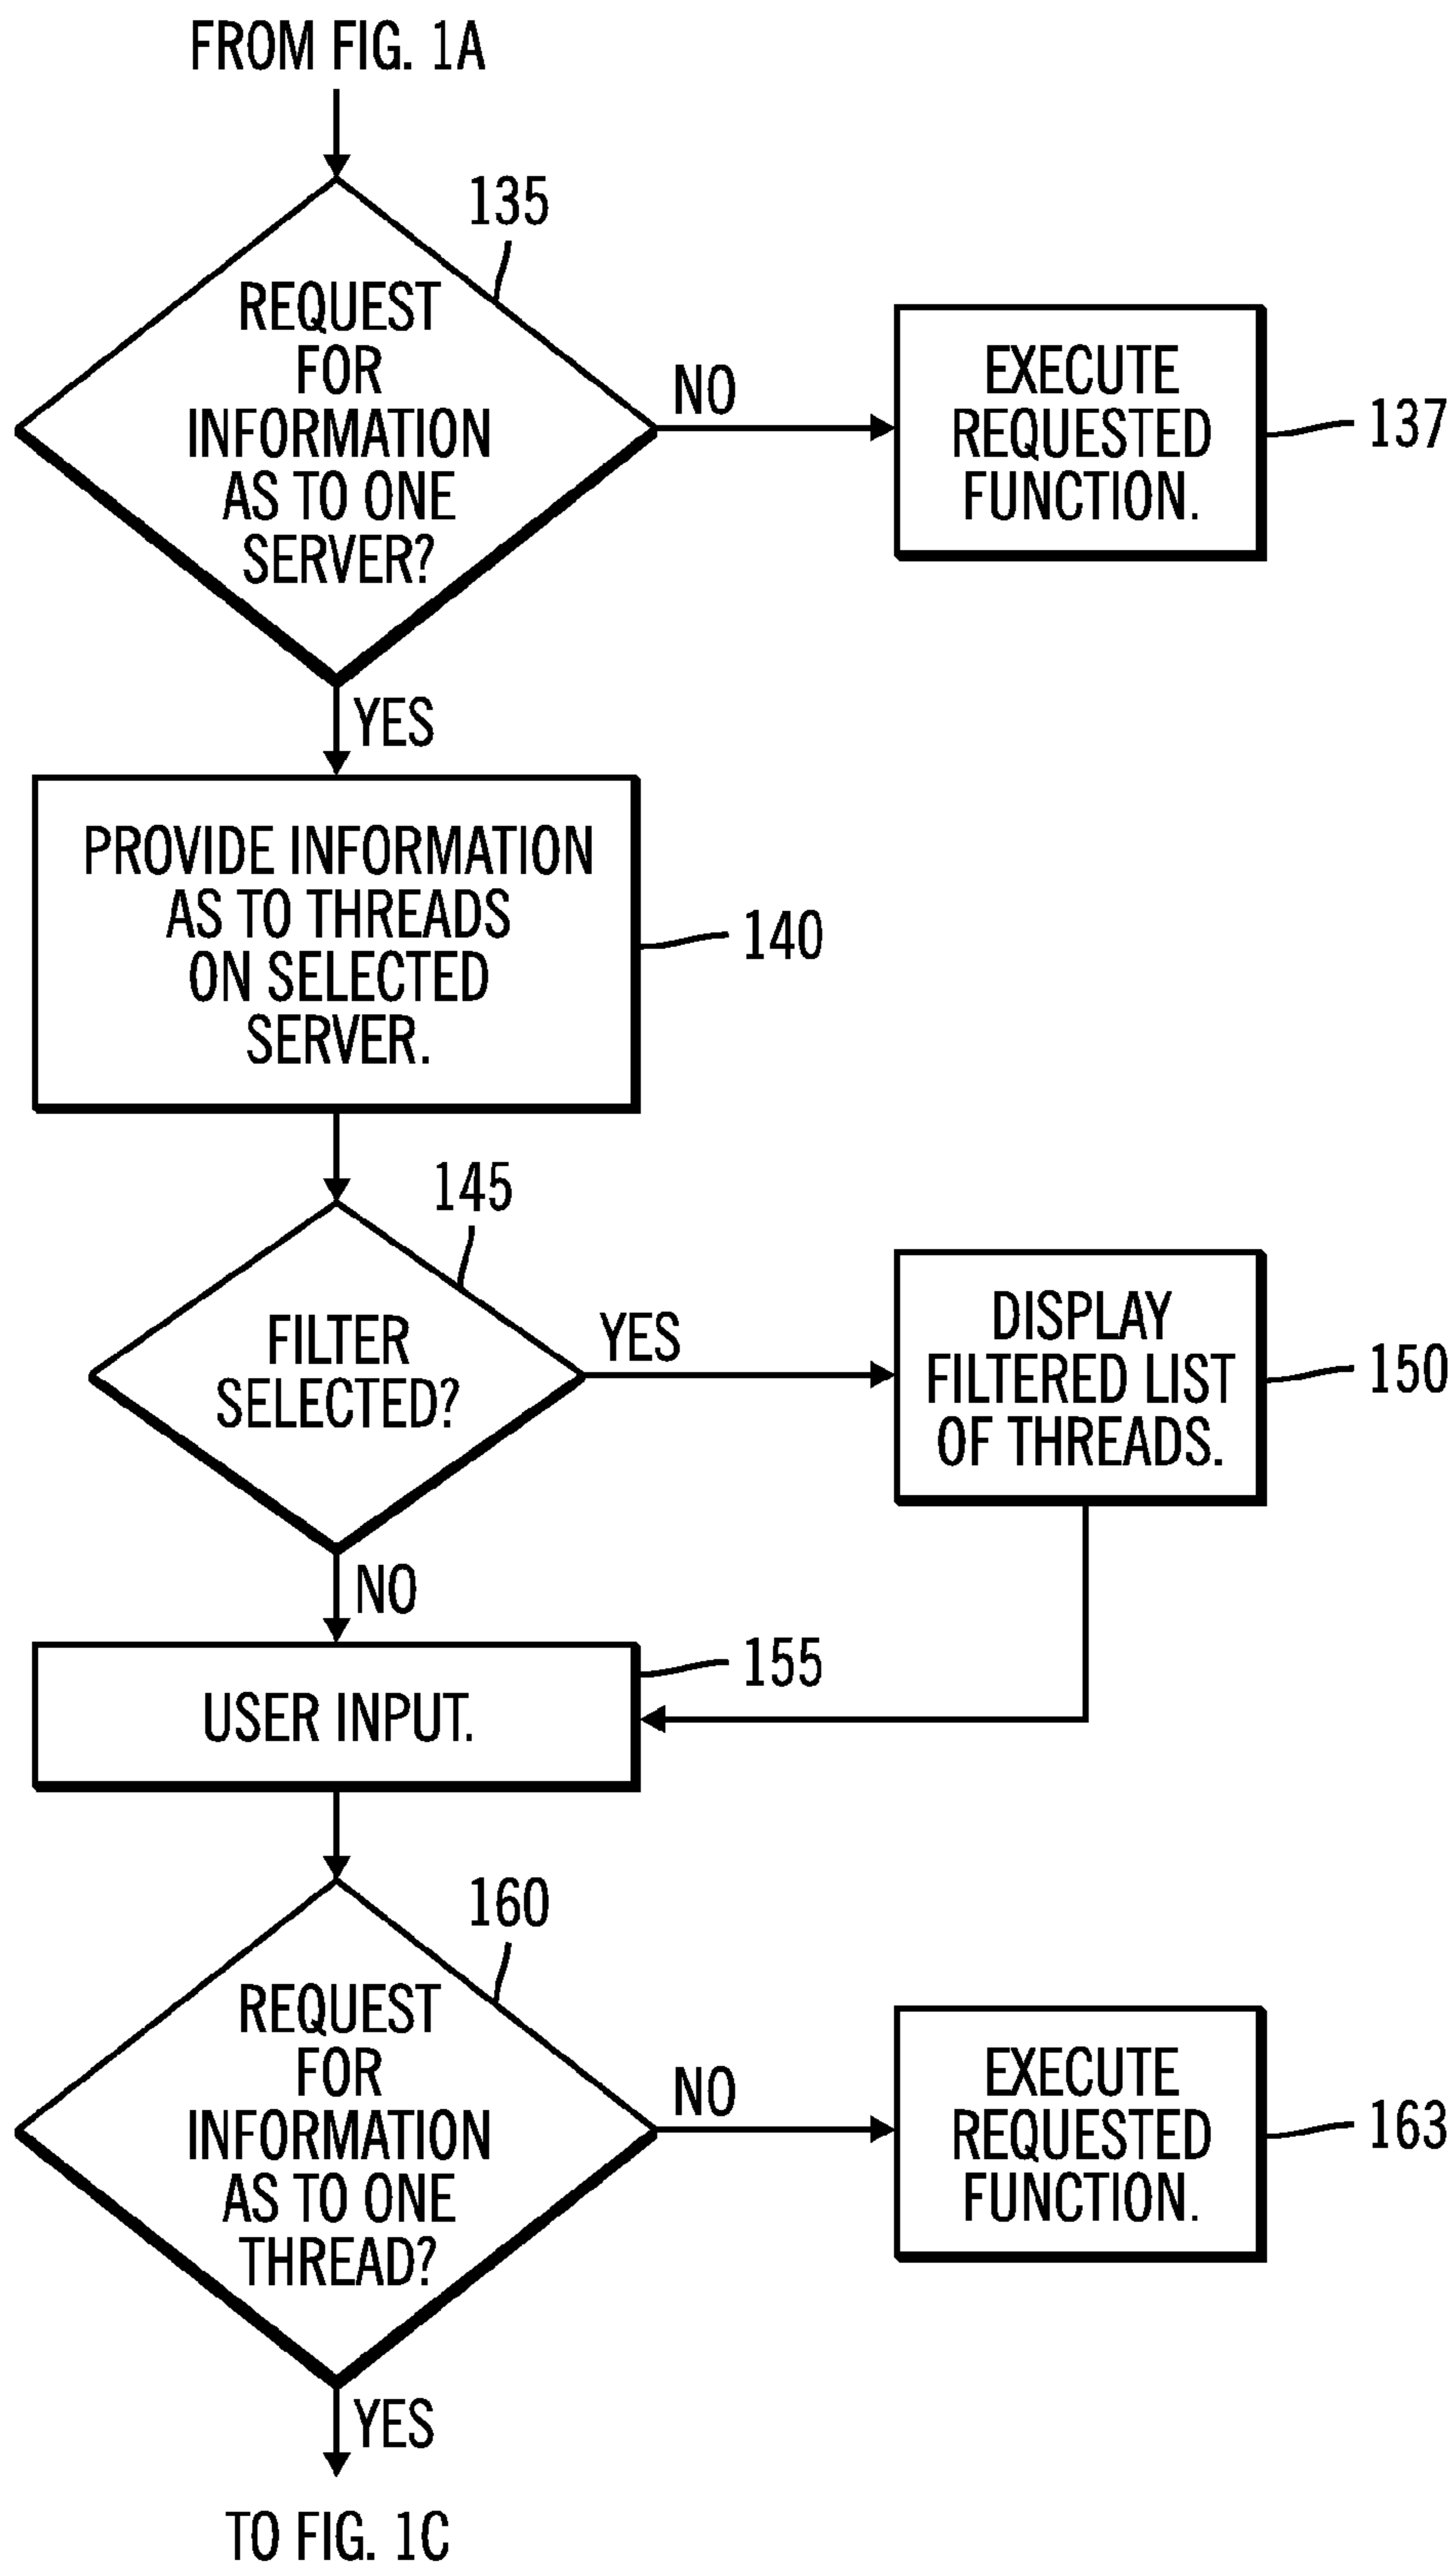 FROM FIG. 1A
135
REQUEST
FOR
INFORMATION
AS TO ONE
SERVER?
NO
EXECUTE
REQUESTED
FUNCTION.
137
YES
PROVIDE INFORMATION
AS TO THREADS
ON SELECTED
SERVER.
140
145
FILTER
SELECTED?
YES
DISPLAY
FILTERED LIST
OF THREADS.
150
NO
USER INPUT.
155
160
REQUEST
FOR
INFORMATION
AS TO ONE
THREAD?
NO
EXECUTE
REQUESTED
FUNCTION.
163
YES
TO FIG. 1C